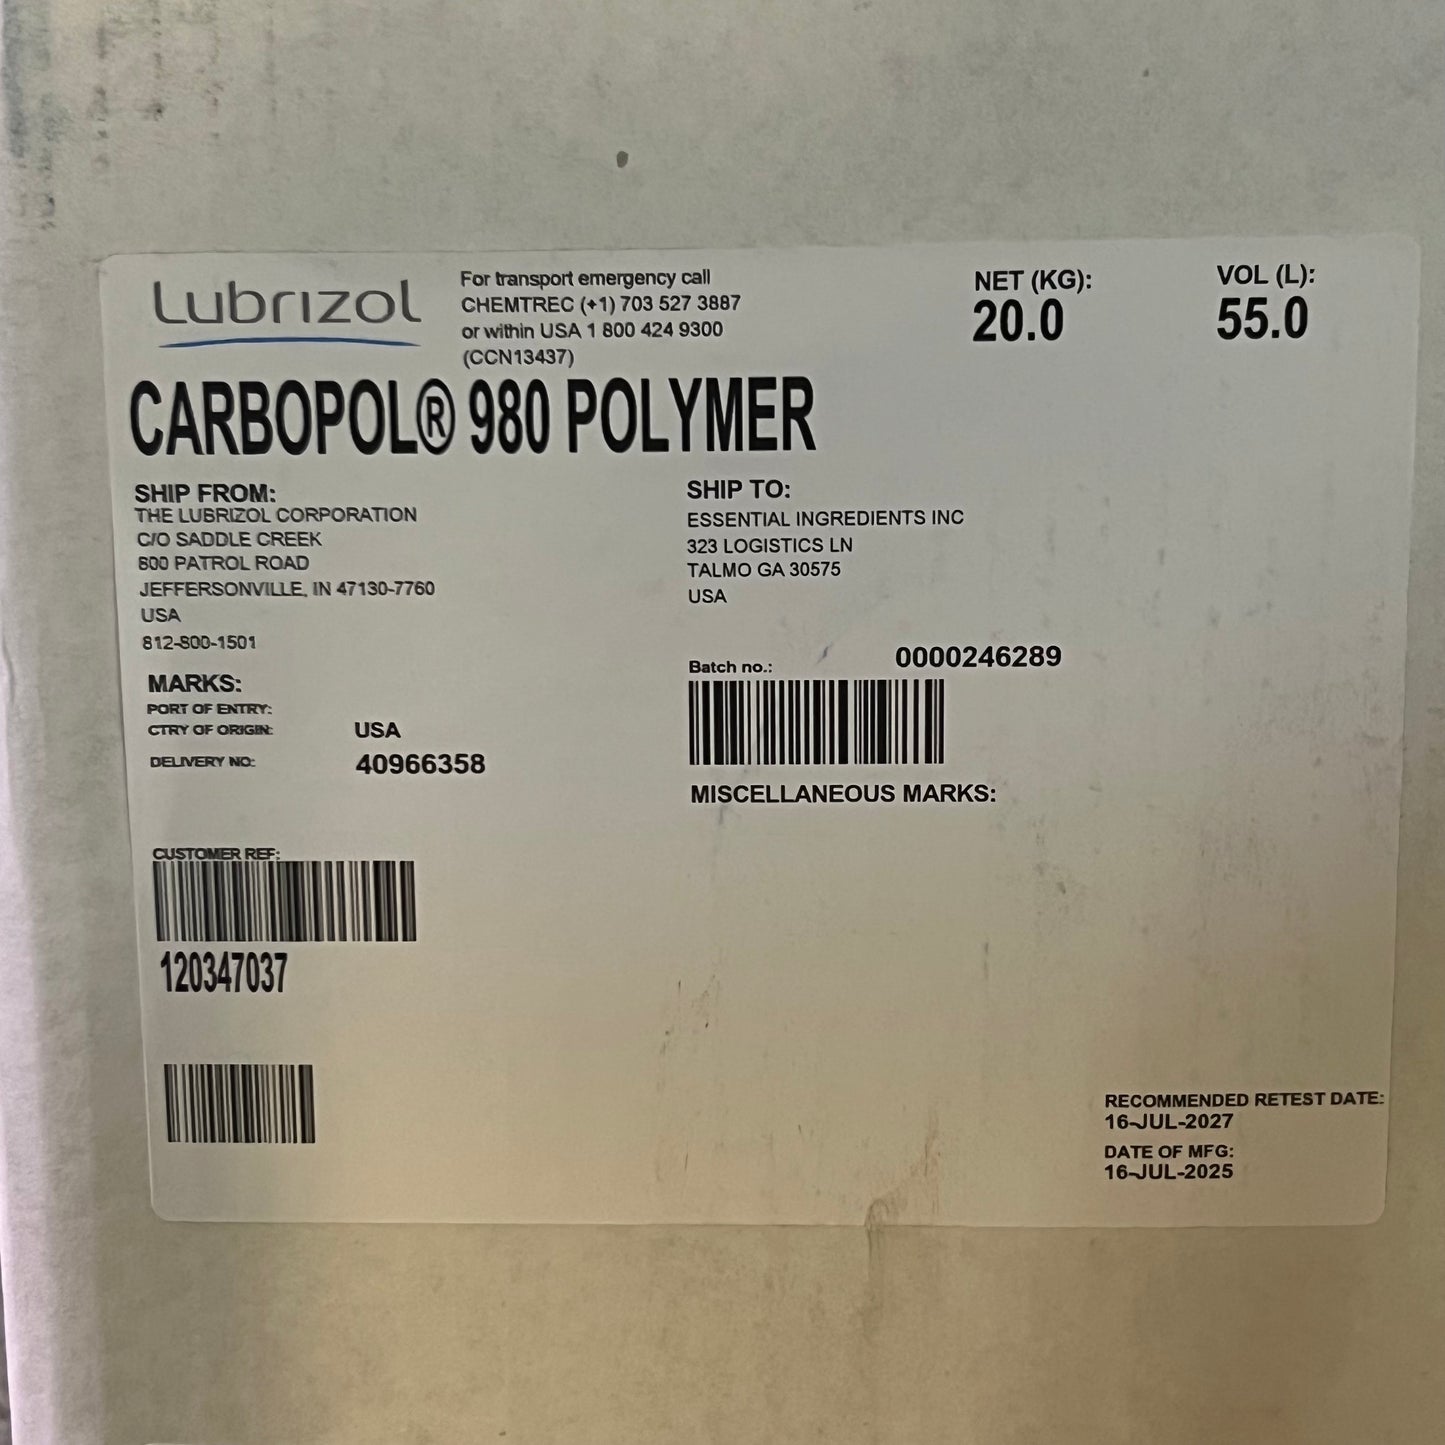 Lubrizol
For transport emergency call
CHEMTREC (+1) 703 527 3887
or within USA 1 800 424 9300
(CCN13437)
NET (KG):
20.0
VOL (L):
55.0
CARBOPOL® 980 POLYMER
SHIP FROM:
THE LUBRIZOL CORPORATION
C/O SADDLE CREEK
800 PATROL ROAD
JEFFERSONVILLE, IN 47130-7760
USA
812-800-1501
SHIP TO:
ESSENTIAL INGREDIENTS INC
323 LOGISTICS LN
TALMO GA 30575
USA
MARKS:
PORT OF ENTRY:
CTRY OF ORIGIN: USA
DELIVERY NO: 40966358
Batch no.: 0000246289
MISCELLANEOUS MARKS:
CUSTOMER REF:
120347037
RECOMMENDED RETEST DATE:
16-JUL-2027
DATE OF MFG:
16-JUL-2025